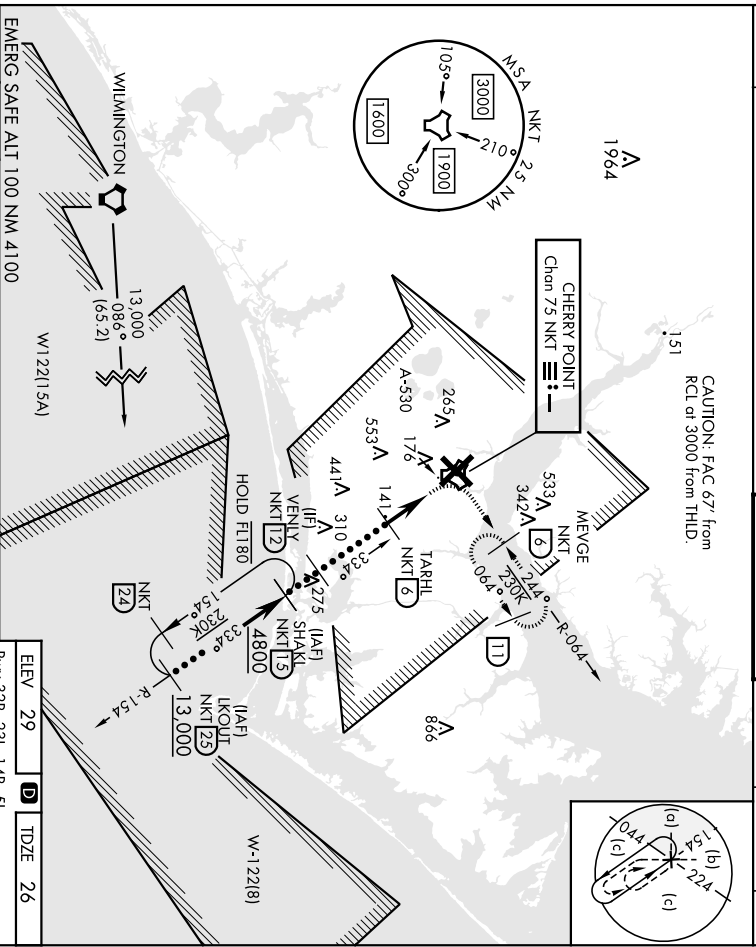 CAUTION: FAC 67' from
RCL at 3000 from THLD.
1964
151
MSA NKT 25 NM
105°
210°
300°
3000
1900
1600
CHERRY POINT
Chan 75 NKT
A-530
265
176
553
441
310
141
275
533
342
866
MEVGE
NKT
6
244°
230K
064°
R-064
11
TARHL
NKT 6
334°
(IF)
VENLY
NKT 12
(IAF)
SHAKL
NKT 15
4800
HOLD FL180
154°
230K
334°
NKT
24
R-154
(IAF)
LKOUT
NKT 25
13,000
WILMINGTON
13,000
086°
(65.2)
W122(15A)
W-122(8)
EMERG SAFE ALT 100 NM 4100
(a)
(b)
(c)
(c)
044
154
224
ELEV 29
D
TDZE 26